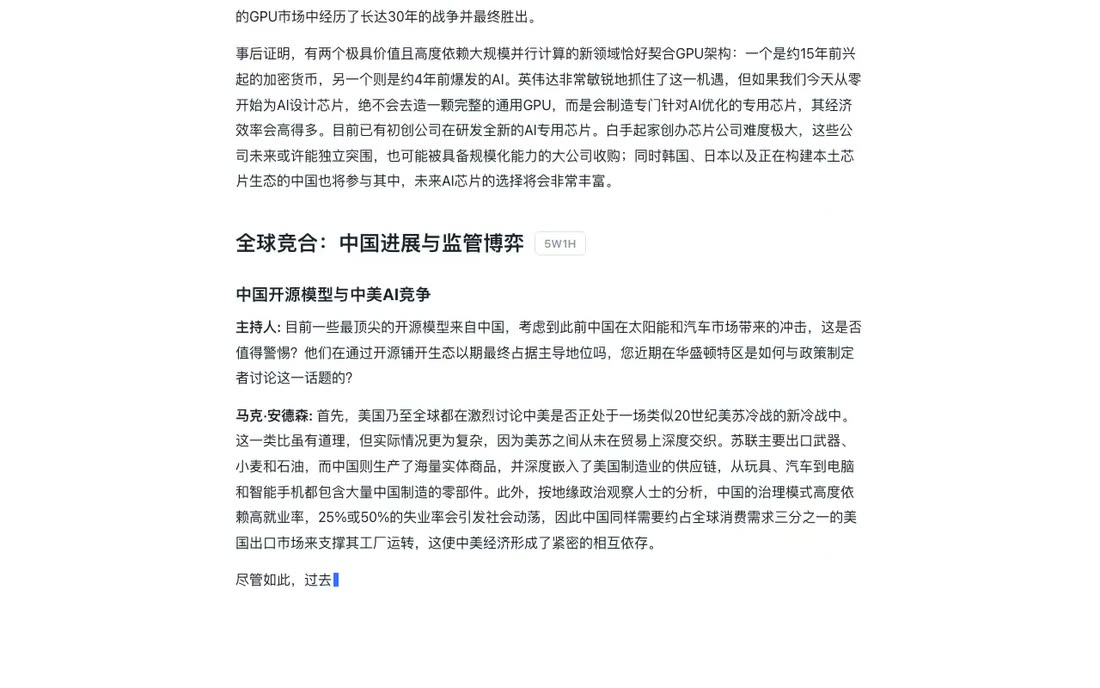 的GPU市场中经历了长达30年的战争并最终胜出。
事后证明，有两个极具价值且高度依赖大规模并行计算的新领域恰好契合GPU架构：一个是约15年前兴
起的加密货币，另一个则是约4年前爆发的AI。英伟达非常敏锐地抓住了这一机遇，但如果我们今天从零
开始为AI设计芯片，绝不会去造一颗完整的通用GPU，而是会制造专门针对AI优化的专用芯片，其经济
效率会高得多。目前已有初创公司在研发全新的AI专用芯片。白手起家创办芯片公司难度极大，这些公
司未来或许能独立突围，也可能被具备规模化能力的大公司收购；同时韩国、日本以及正在构建本土芯
片生态的中国也将参与其中，未来AI芯片的选择将会非常丰富。
全球竞合：中国进展与监管博弈 5W1H
中国开源模型与中美AI竞争
主持人: 目前一些最顶尖的开源模型来自中国，考虑到此前中国在太阳能和汽车市场带来的冲击，这是否
值得警惕？他们在通过开源铺开生态以期最终占据主导地位吗，您近期在华盛顿特区是如何与政策制定
者讨论这一话题的？
马克·安德森: 首先，美国乃至全球都在激烈讨论中美是否正处于一场类似20世纪美苏冷战的新冷战中。
这一类比虽有道理，但实际情况更为复杂，因为美苏之间从未在贸易上深度交织。苏联主要出口武器、
小麦和石油，而中国则生产了海量实体商品，并深度嵌入了美国制造业的供应链，从玩具、汽车到电脑
和智能手机都包含大量中国制造的零部件。此外，按地缘政治观察人士的分析，中国的治理模式高度依
赖高就业率，25%或50%的失业率会引发社会动荡，因此中国同样需要约占全球消费需求三分之一的美
国出口市场来支撑其工厂运转，这使中美经济形成了紧密的相互依存。
尽管如此，过去